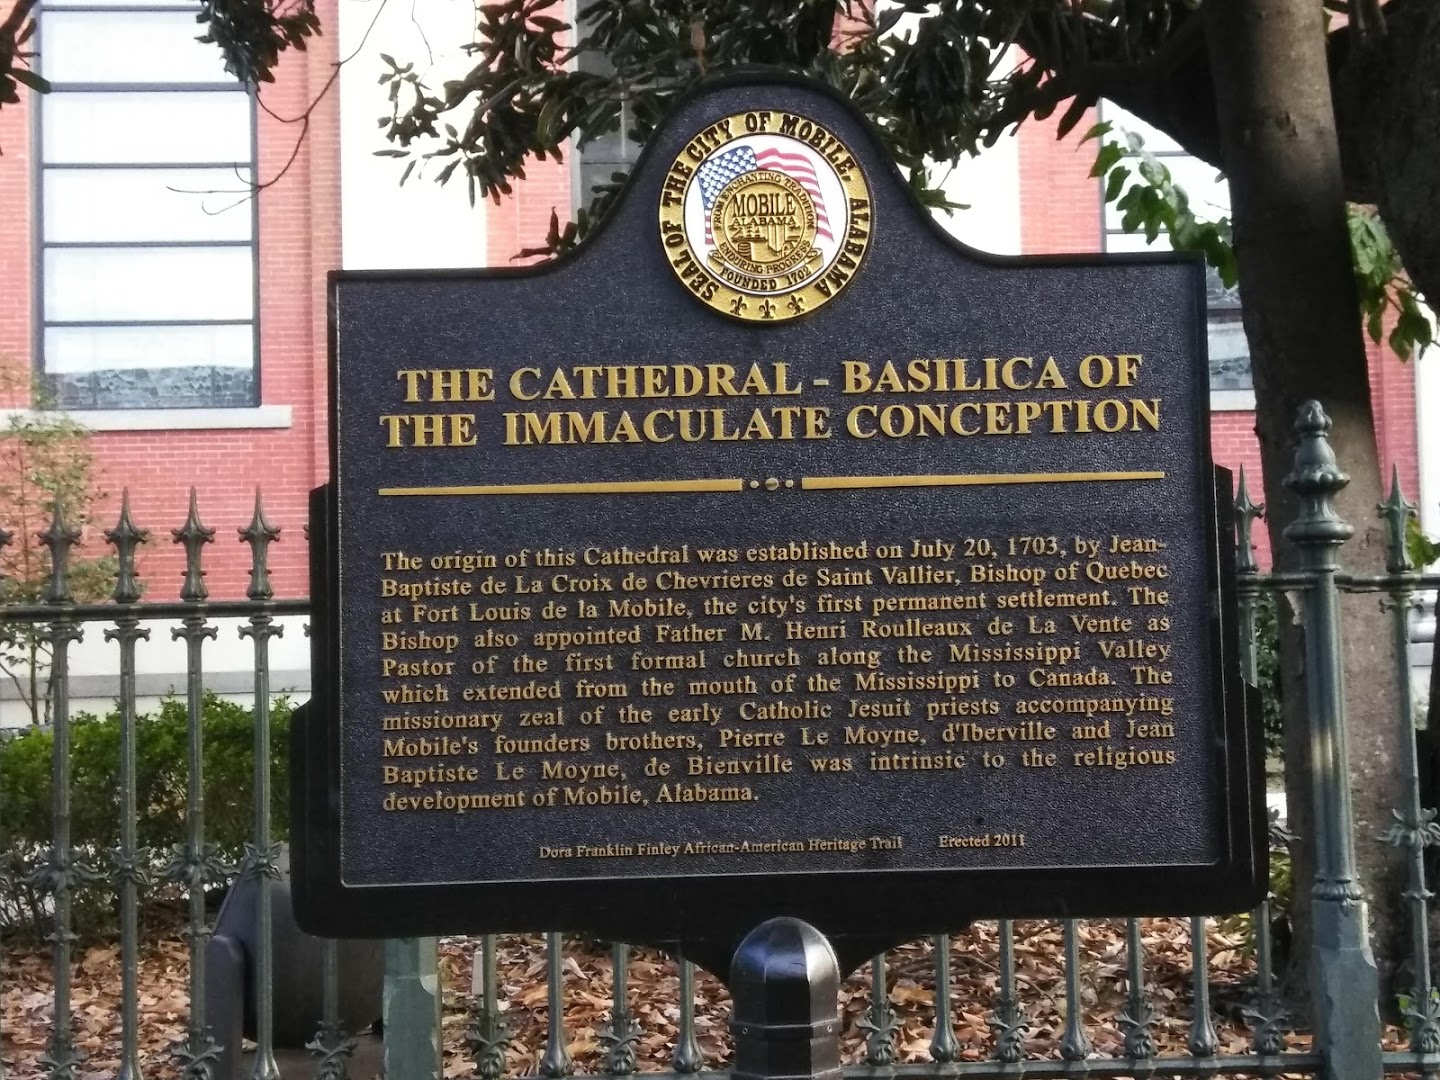 SEAL OF THE CITY OF MOBILE, ALABAMA
FROM ENCHANTING TRADITION
MOBILE
ALABAMA
ENDURING PROGRESS
FOUNDED 1702
THE CATHEDRAL - BASILICA OF
THE IMMACULATE CONCEPTION
The origin of this Cathedral was established on July 20, 1703, by Jean-
Baptiste de La Croix de Chevrieres de Saint Vallier, Bishop of Quebec
at Fort Louis de la Mobile, the city's first permanent settlement. The
Bishop also appointed Father M. Henri Roulleaux de La Vente as
Pastor of the first formal church along the Mississippi Valley
which extended from the mouth of the Mississippi to Canada. The
missionary zeal of the early Catholic Jesuit priests accompanying
Mobile's founders brothers, Pierre Le Moyne, d'Iberville and Jean
Baptiste Le Moyne, de Bienville was intrinsic to the religious
development of Mobile, Alabama.
Dora Franklin Finley African-American Heritage Trail Erected 2011